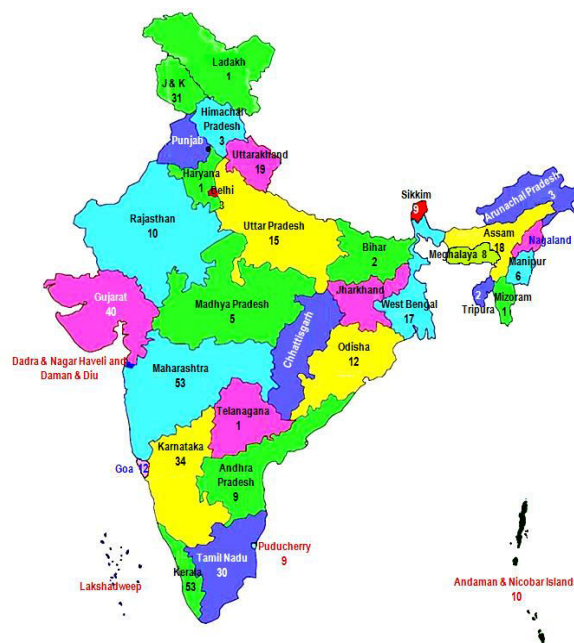 Ladakh
1
J & K
31
Himachal
Pradesh
3
Punjab
Uttarakhand
19
Haryana
1
Delhi
3
Rajasthan
10
Uttar Pradesh
15
Sikkim
9
Arunachal Pradesh
3
Assam
18
Nagaland
Meghalaya 8
Manipur
6
Bihar
2
Jharkhand
West Bengal
17
2
Tripura
Mizoram
1
Gujarat
40
Madhya Pradesh
5
Chhattisgarh
Odisha
12
Dadra & Nagar Haveli and
Daman & Diu
Maharashtra
53
Telanagana
1
Karnataka
34
Goa
12
Andhra
Pradesh
9
Puducherry
9
Tamil Nadu
30
Kerala
53
Lakshadweep
Andaman & Nicobar Islands
10